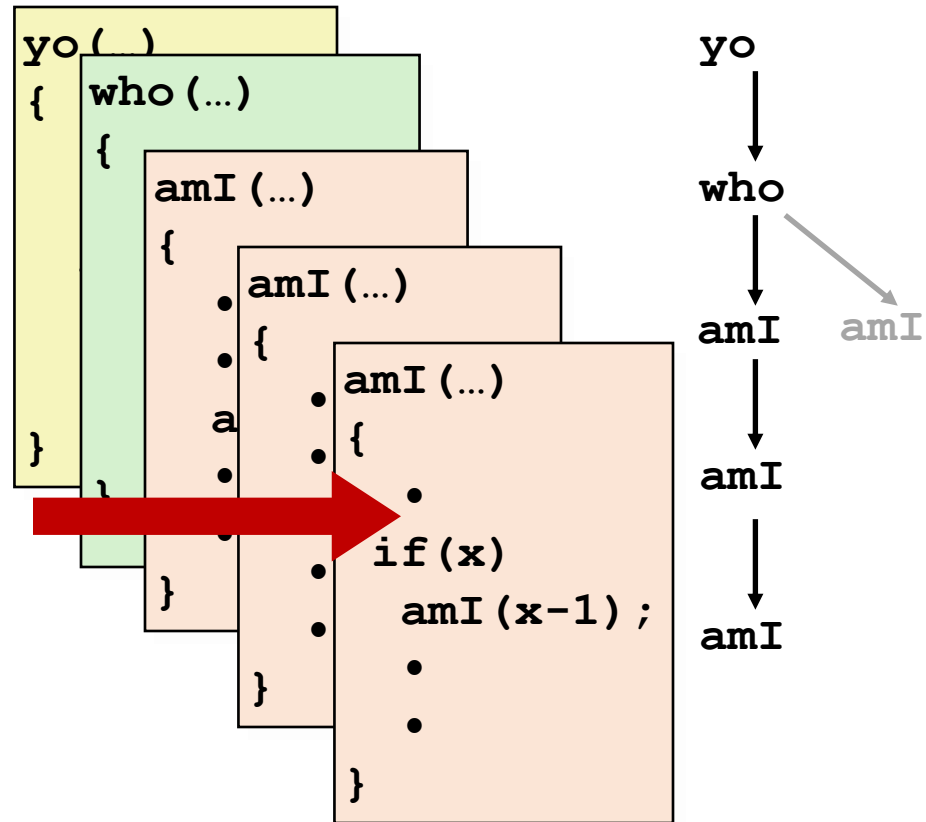 yo(…)
{
}
who(…)
{
}
amI(…)
{
•
•
a
•
•
}
amI(…)
{
•
•
•
•
}
amI(…)
{
•
if(x)
amI(x-1);
•
•
}
yo
who
amI
amI
amI
amI